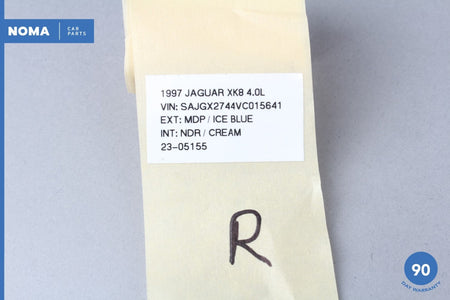 NOMA CAR PARTS
1997 JAGUAR XK8 4.0L
VIN: SAJGX2744VC015641
EXT: MDP / ICE BLUE
INT: NDR / CREAM
23-05155
R
90
DAY WARRANTY